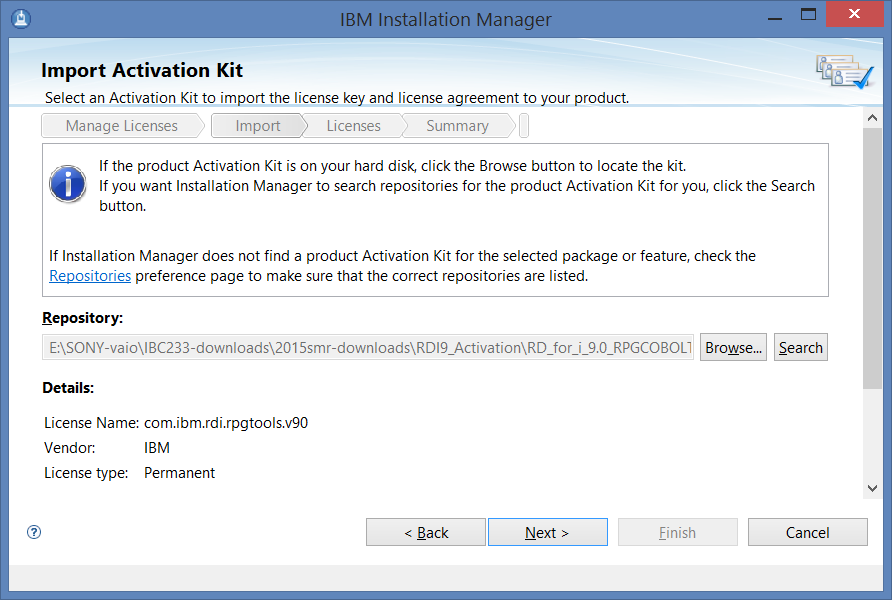 IBM Installation Manager
Import Activation Kit
Select an Activation Kit to import the license key and license agreement to your product.
Manage Licenses Import Licenses Summary
If the product Activation Kit is on your hard disk, click the Browse button to locate the kit.
If you want Installation Manager to search repositories for the product Activation Kit for you, click the Search
button.
If Installation Manager does not find a product Activation Kit for the selected package or feature, check the
Repositories preference page to make sure that the correct repositories are listed.
Repository:
E:\SONY-vaio\IBC233-downloads\2015smr-downloads\RDI9_Activation\RD_for_i_9.0_RPGCOBOLT Browse... Search
Details:
License Name: com.ibm.rdi.rpgtools.v90
Vendor: IBM
License type: Permanent
? < Back Next > Finish Cancel